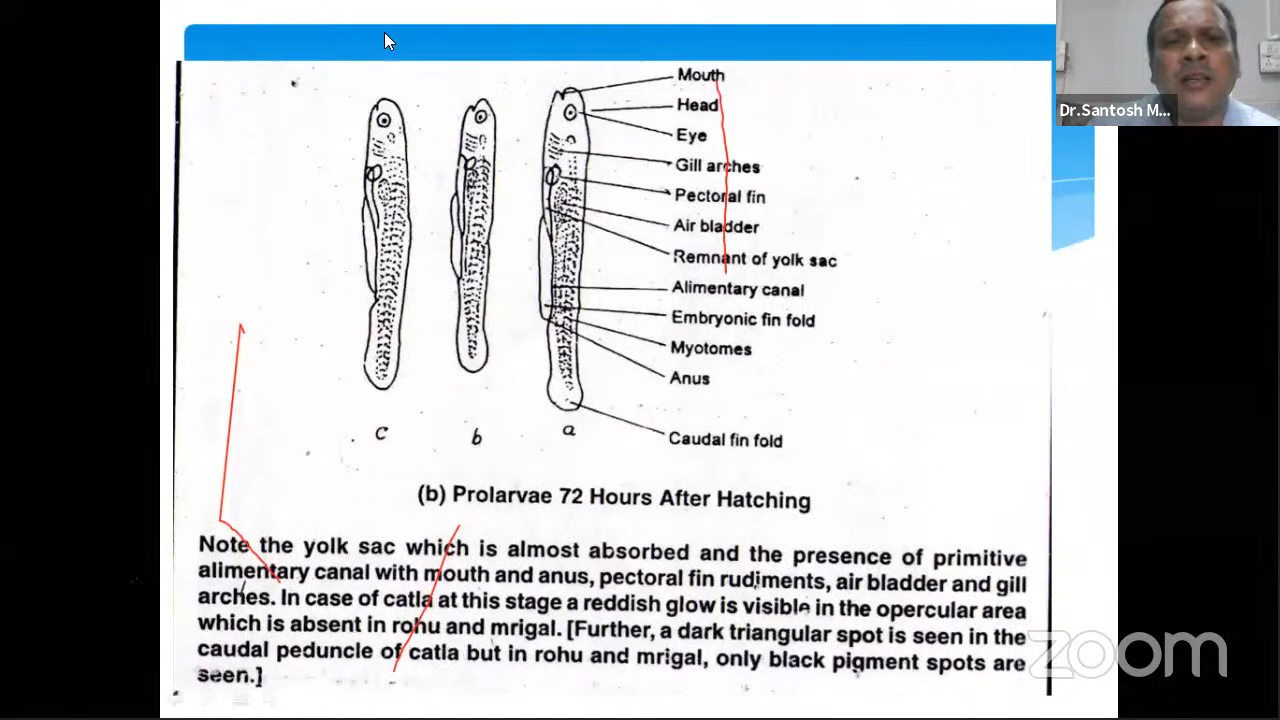 Dr.Santosh M...
Mouth
Head
Eye
Gill arches
Pectoral fin
Air bladder
Remnant of yolk sac
Alimentary canal
Embryonic fin fold
Myotomes
Anus
Caudal fin fold
c b a
(b) Prolarvae 72 Hours After Hatching
Note the yolk sac which is almost absorbed and the presence of primitive
alimentary canal with mouth and anus, pectoral fin rudiments, air bladder and gill
arches. In case of catla at this stage a reddish glow is visible in the opercular area
which is absent in rohu and mrigal. [Further, a dark triangular spot is seen in the
caudal peduncle of catla but in rohu and mrigal, only black pigment spots are
seen.]
zoom